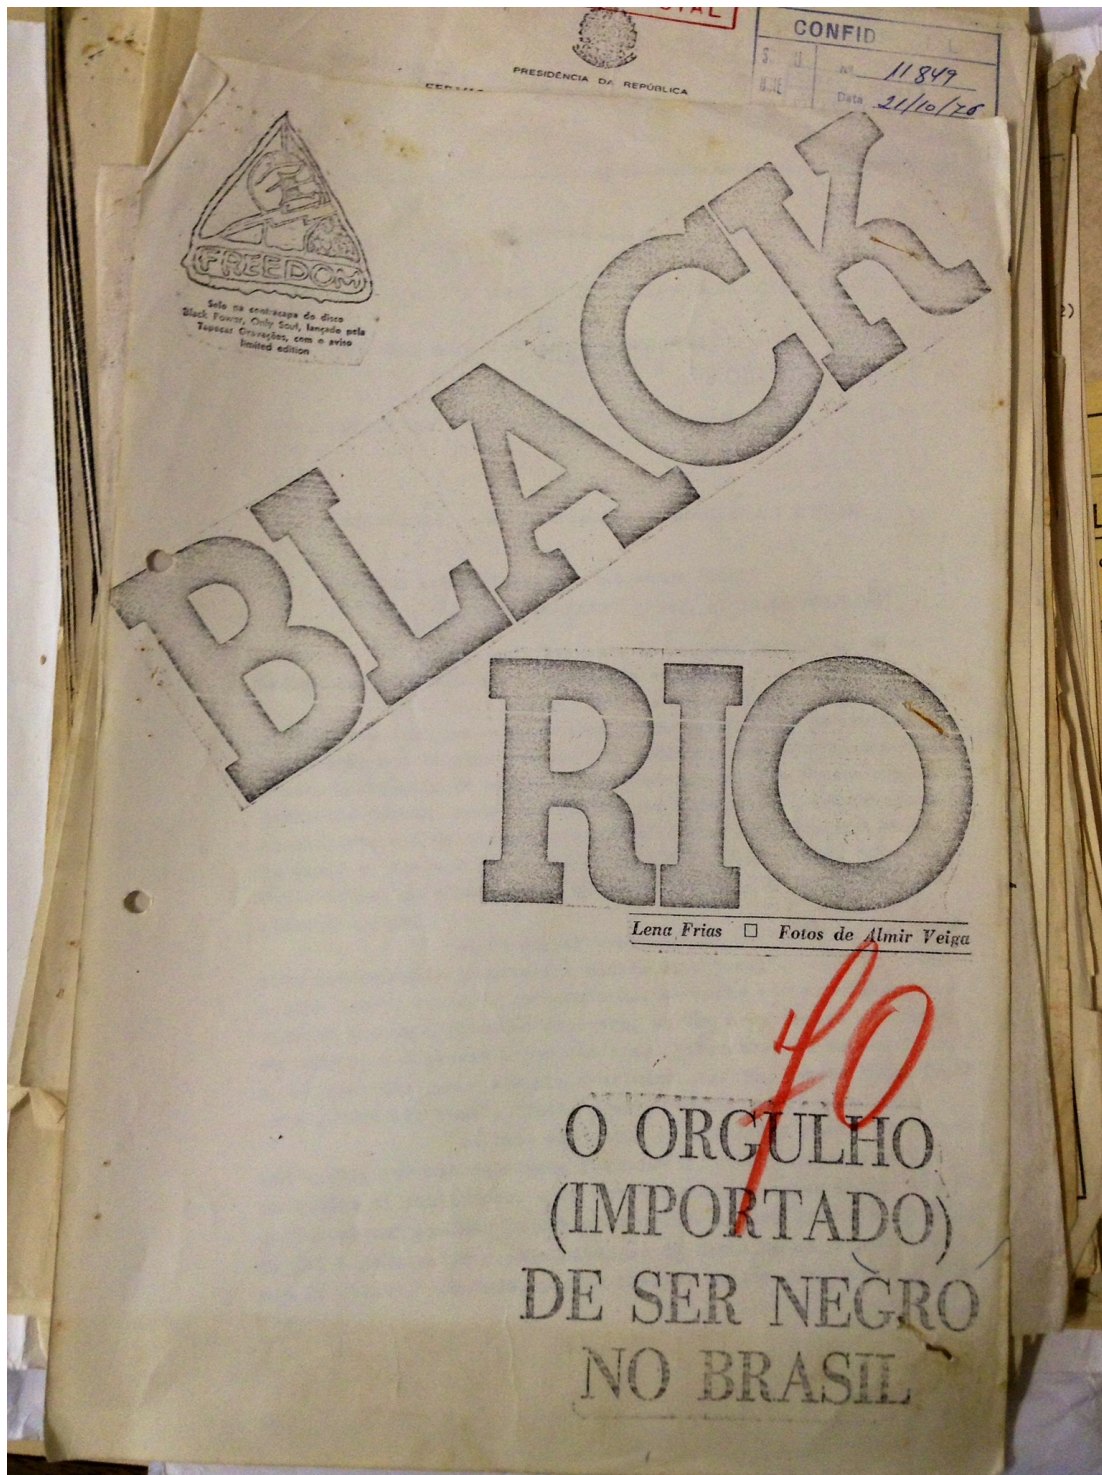 CONFID
PRESIDÊNCIA DA REPÚBLICA
Nº 11849
Data 21/10/76
FREEDOM
Selo na contracapa do disco
Black Power, Only Soul, lançado pela
Tapecar Gravações, com o aviso
limited edition
BLACK
RIO
Lena Frias □ Fotos de Almir Veiga
70
O ORGULHO
(IMPORTADO)
DE SER NEGRO
NO BRASIL